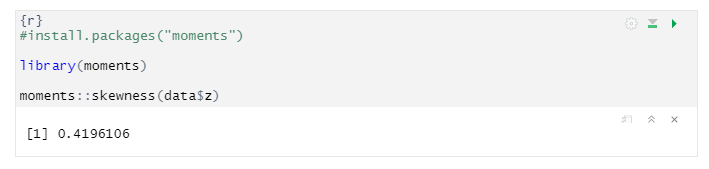 {r}
#install.packages("moments")
library(moments)
moments::skewness(data$z)
[1] 0.4196106